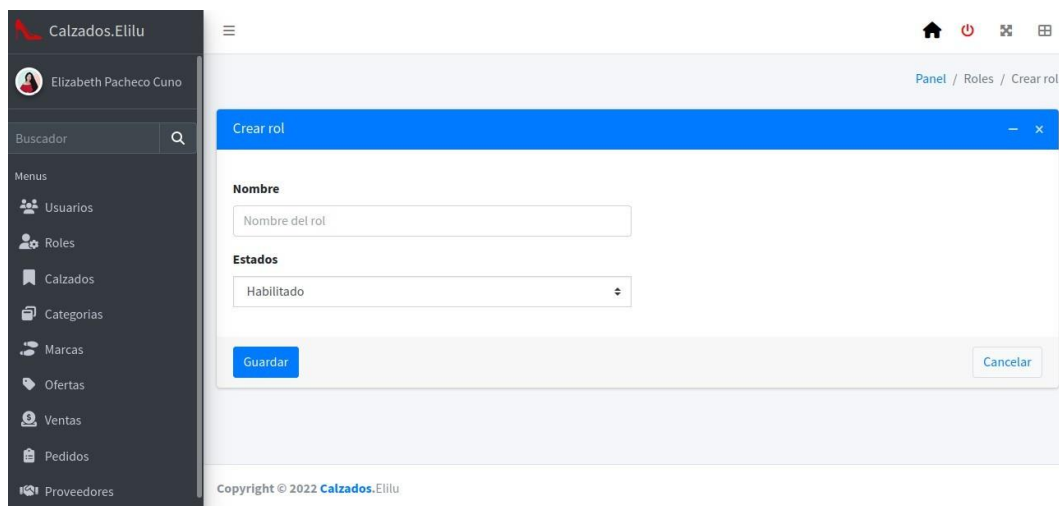 Calzados.Elilu
Elizabeth Pacheco Cuno
Buscador
Menus
Usuarios
Roles
Calzados
Categorias
Marcas
Ofertas
Ventas
Pedidos
Proveedores
Panel / Roles / Crear rol
Crear rol
Nombre
Nombre del rol
Estados
Habilitado
Guardar
Cancelar
Copyright © 2022 Calzados.Elilu